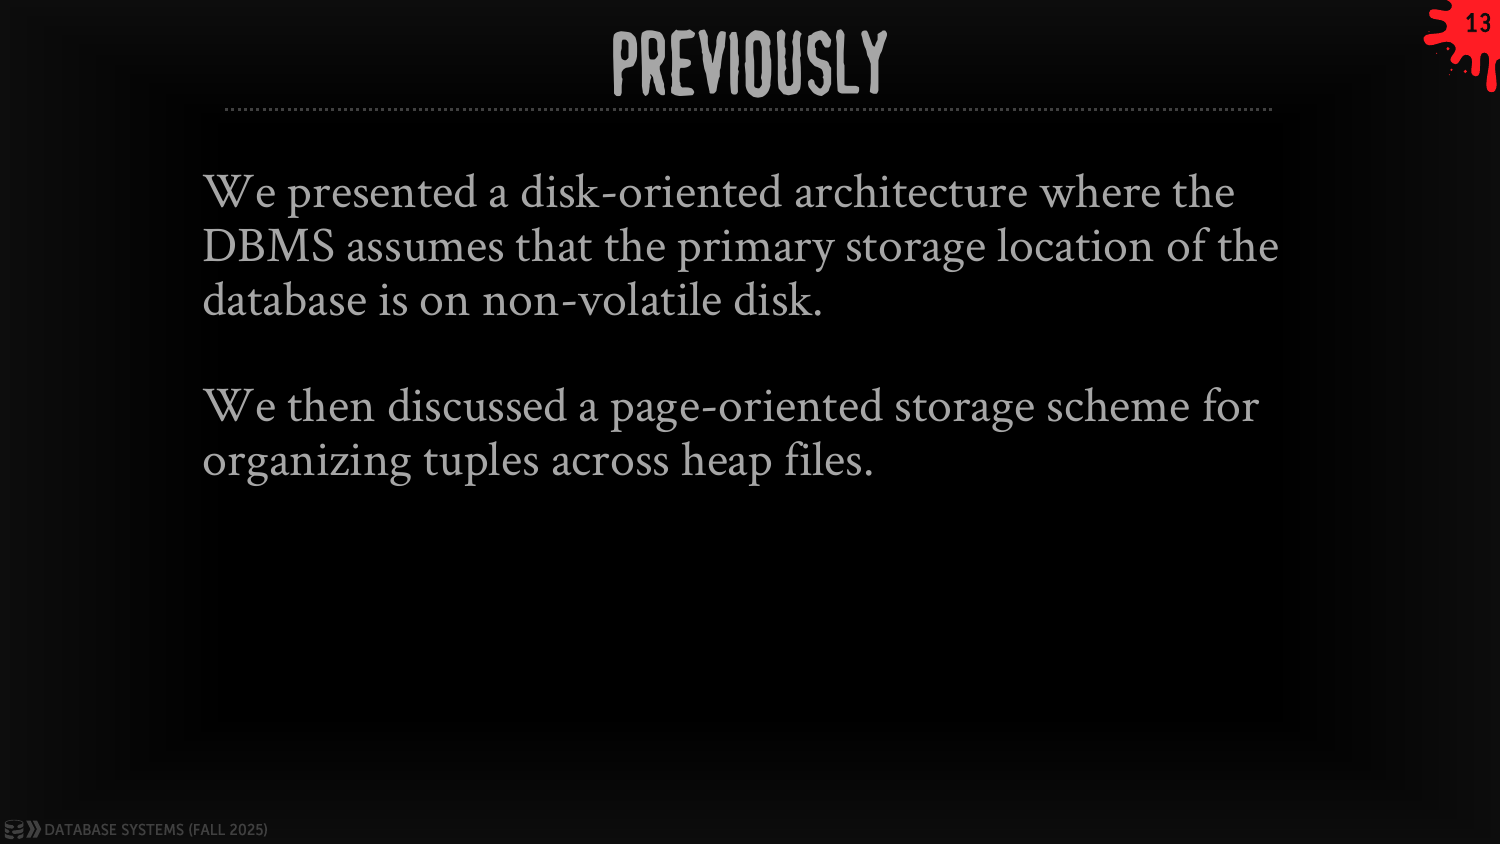 PREVIOUSLY
13
We presented a disk-oriented architecture where the
DBMS assumes that the primary storage location of the
database is on non-volatile disk.
We then discussed a page-oriented storage scheme for
organizing tuples across heap files.
DATABASE SYSTEMS (FALL 2025)